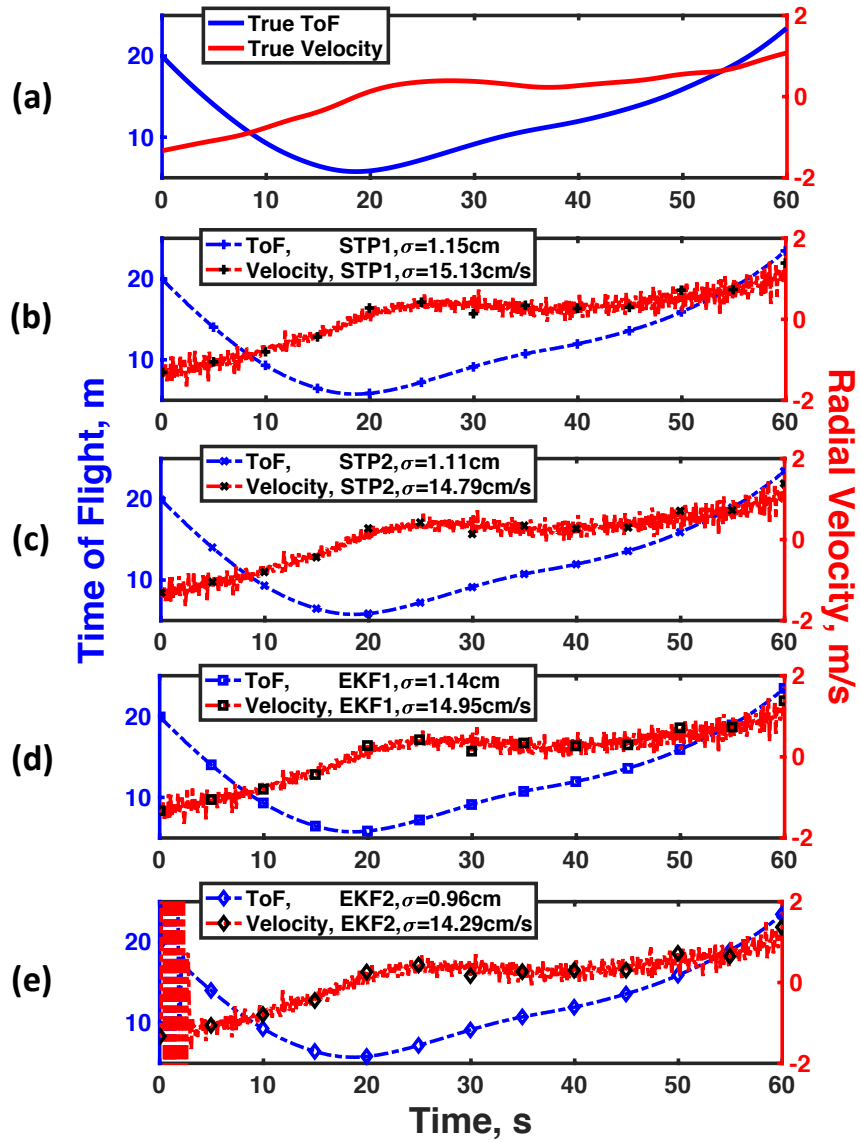 True ToF
True Velocity
(a)
20
10
2
0
-2
0 10 20 30 40 50 60
ToF, STP1,σ=1.15cm
Velocity, STP1,σ=15.13cm/s
(b)
20
10
2
0
-2
0 10 20 30 40 50 60
ToF, STP2,σ=1.11cm
Velocity, STP2,σ=14.79cm/s
(c)
20
10
2
0
-2
0 10 20 30 40 50 60
ToF, EKF1,σ=1.14cm
Velocity, EKF1,σ=14.95cm/s
(d)
20
10
2
0
-2
0 10 20 30 40 50 60
ToF, EKF2,σ=0.96cm
Velocity, EKF2,σ=14.29cm/s
(e)
20
10
2
0
-2
0 10 20 30 40 50 60
Time of Flight, m
Radial Velocity, m/s
Time, s